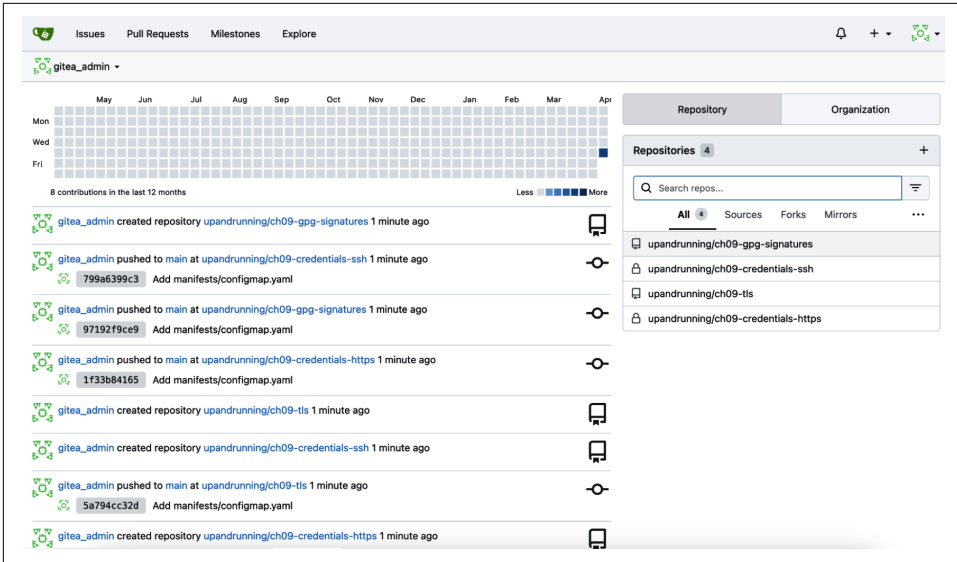 Issues Pull Requests Milestones Explore
gitea_admin
May Jun Jul Aug Sep Oct Nov Dec Jan Feb Mar Apr
Mon
Wed
Fri
8 contributions in the last 12 months Less More
gitea_admin created repository upandrunning/ch09-gpg-signatures 1 minute ago
gitea_admin pushed to main at upandrunning/ch09-credentials-ssh 1 minute ago
799a6399c3 Add manifests/configmap.yaml
gitea_admin pushed to main at upandrunning/ch09-gpg-signatures 1 minute ago
97192f9ce9 Add manifests/configmap.yaml
gitea_admin pushed to main at upandrunning/ch09-credentials-https 1 minute ago
1f33b84165 Add manifests/configmap.yaml
gitea_admin created repository upandrunning/ch09-tls 1 minute ago
gitea_admin created repository upandrunning/ch09-credentials-ssh 1 minute ago
gitea_admin pushed to main at upandrunning/ch09-tls 1 minute ago
5a794cc32d Add manifests/configmap.yaml
gitea_admin created repository upandrunning/ch09-credentials-https 1 minute ago
Repository Organization
Repositories 4 +
Search repos...
All 4 Sources Forks Mirrors ...
upandrunning/ch09-gpg-signatures
upandrunning/ch09-credentials-ssh
upandrunning/ch09-tls
upandrunning/ch09-credentials-https